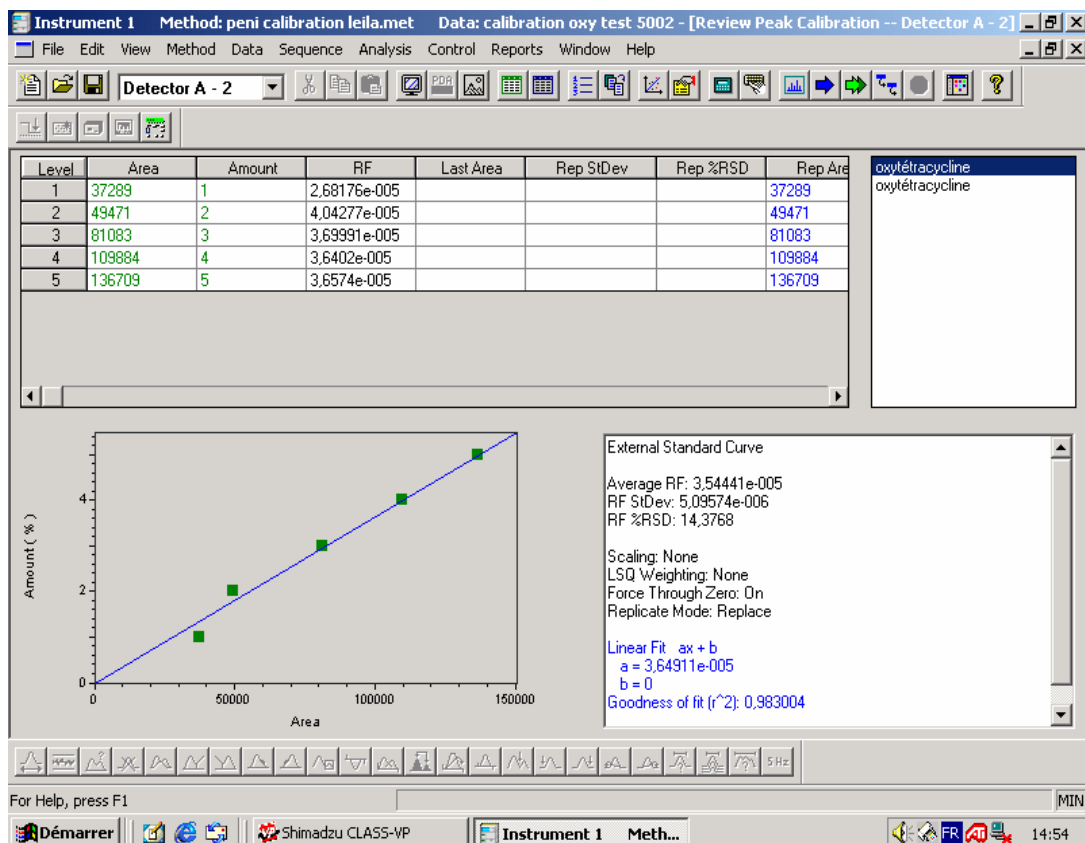 Instrument 1 Method: peni calibration leila.met Data: calibration oxy test 5002 - [Review Peak Calibration -- Detector A - 2]
File Edit View Method Data Sequence Analysis Control Reports Window Help
Detector A - 2
PDA
Level Area Amount RF Last Area Rep StDev Rep %RSD Rep Are
1 37289 1 2,68176e-005 37289
2 49471 2 4,04277e-005 49471
3 81083 3 3,69991e-005 81083
4 109884 4 3,6402e-005 109884
5 136709 5 3,6574e-005 136709
oxytétracycline
oxytétracycline
Amount ( % )
4
2
0
0 50000 100000 150000
Area
External Standard Curve
Average RF: 3,54441e-005
RF StDev: 5,09574e-006
RF %RSD: 14,3768
Scaling: None
LSQ Weighting: None
Force Through Zero: On
Replicate Mode: Replace
Linear Fit ax + b
a = 3,64911e-005
b = 0
Goodness of fit (r^2): 0,983004
5 Hz
For Help, press F1
MIN
Démarrer Shimadzu CLASS-VP Instrument 1 Meth... FR 14:54